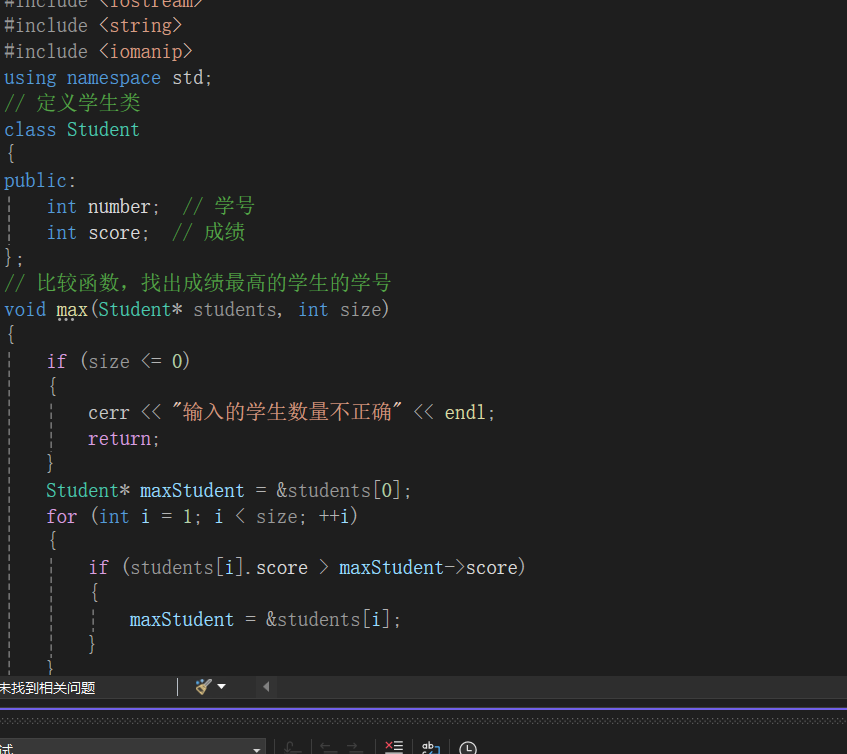 #include <iostream>
#include <string>
#include <iomanip>
using namespace std;
// 定义学生类
class Student
{
public:
int number; // 学号
int score; // 成绩
};
// 比较函数，找出成绩最高的学生的学号
void max(Student* students, int size)
{
if (size <= 0)
{
cerr << "输入的学生数量不正确" << endl;
return;
}
Student* maxStudent = &students[0];
for (int i = 1; i < size; ++i)
{
if (students[i].score > maxStudent->score)
{
maxStudent = &students[i];
}
}
未找到相关问题
试